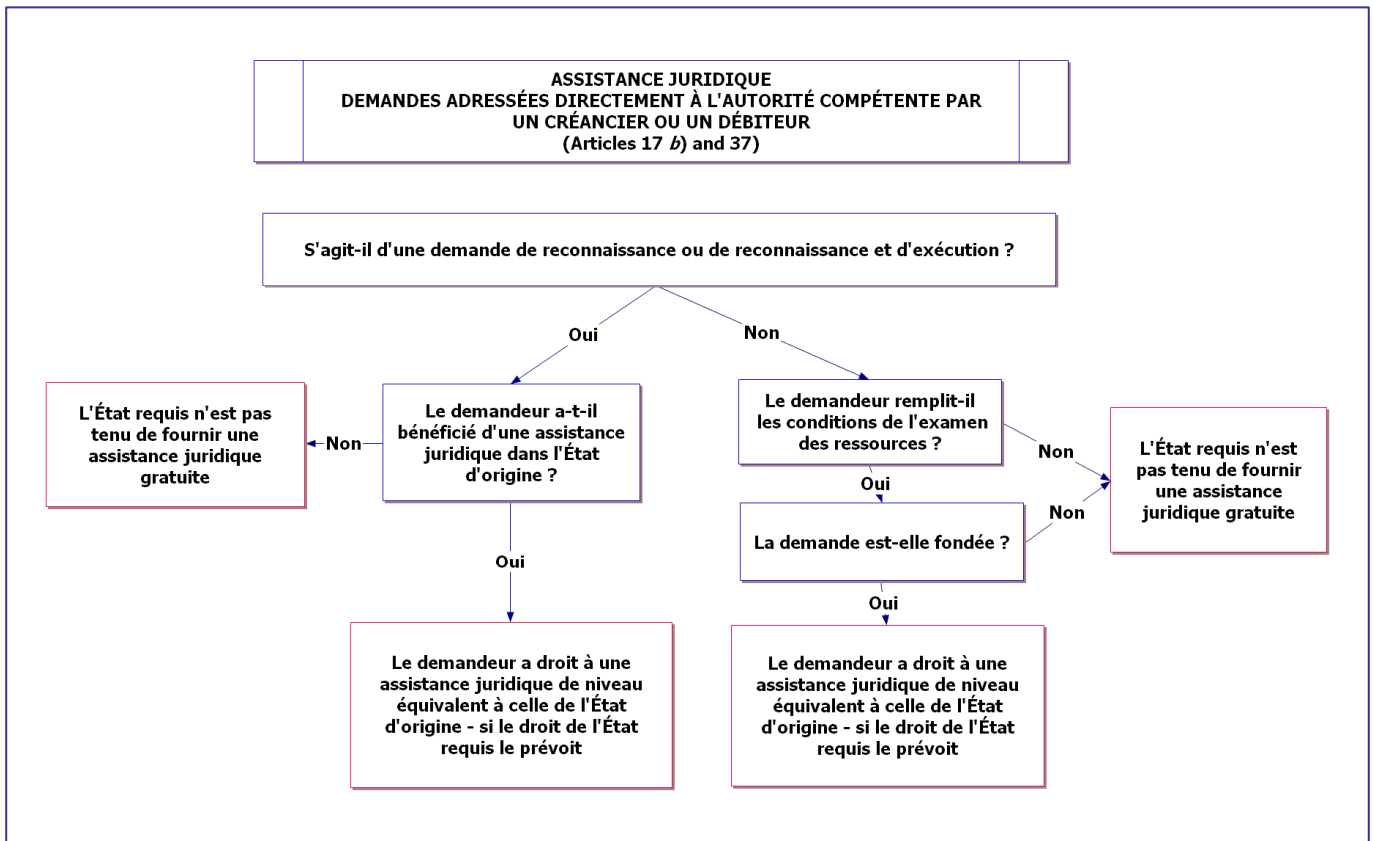 ASSISTANCE JURIDIQUE
DEMANDES ADRESSÉES DIRECTEMENT À L'AUTORITÉ COMPÉTENTE PAR
UN CRÉANCIER OU UN DÉBITEUR
(Articles 17 b) and 37)
S'agit-il d'une demande de reconnaissance ou de reconnaissance et d'exécution ?
Oui
Non
L'État requis n'est pas
tenu de fournir une
assistance juridique
gratuite
Non
Le demandeur a-t-il
bénéficié d'une assistance
juridique dans l'État
d'origine ?
Le demandeur remplit-il
les conditions de l'examen
des ressources ?
Non
L'État requis n'est
pas tenu de fournir
une assistance
juridique gratuite
Oui
La demande est-elle fondée ?
Non
Oui
Oui
Le demandeur a droit à une
assistance juridique de niveau
équivalent à celle de l'État
d'origine - si le droit de l'État
requis le prévoit
Le demandeur a droit à une
assistance juridique de niveau
équivalent à celle de l'État
d'origine - si le droit de l'État
requis le prévoit